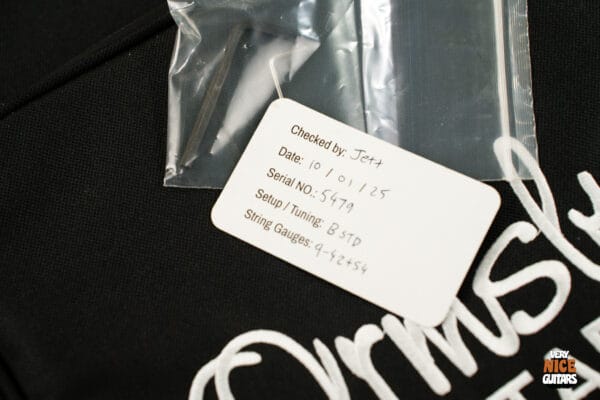 Checked by: Jett
Date: 10/01/25
Serial NO.: 5479
Setup / Tuning: B STD
String Gauges: 9-42+54
Ormsby
VERY
NICE
GUITARS